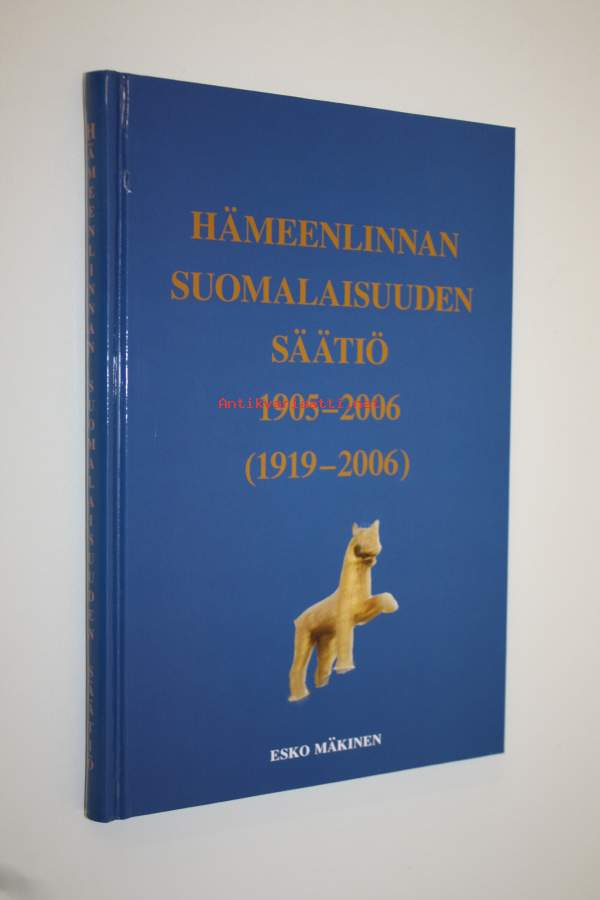 HÄMEENLINNAN
SUOMALAISUUDEN
SÄÄTIÖ
1905–2006
(1919–2006)
ESKO MÄKINEN
HÄMEENLINNAN SUOMALAISUUDEN SÄÄTIÖ